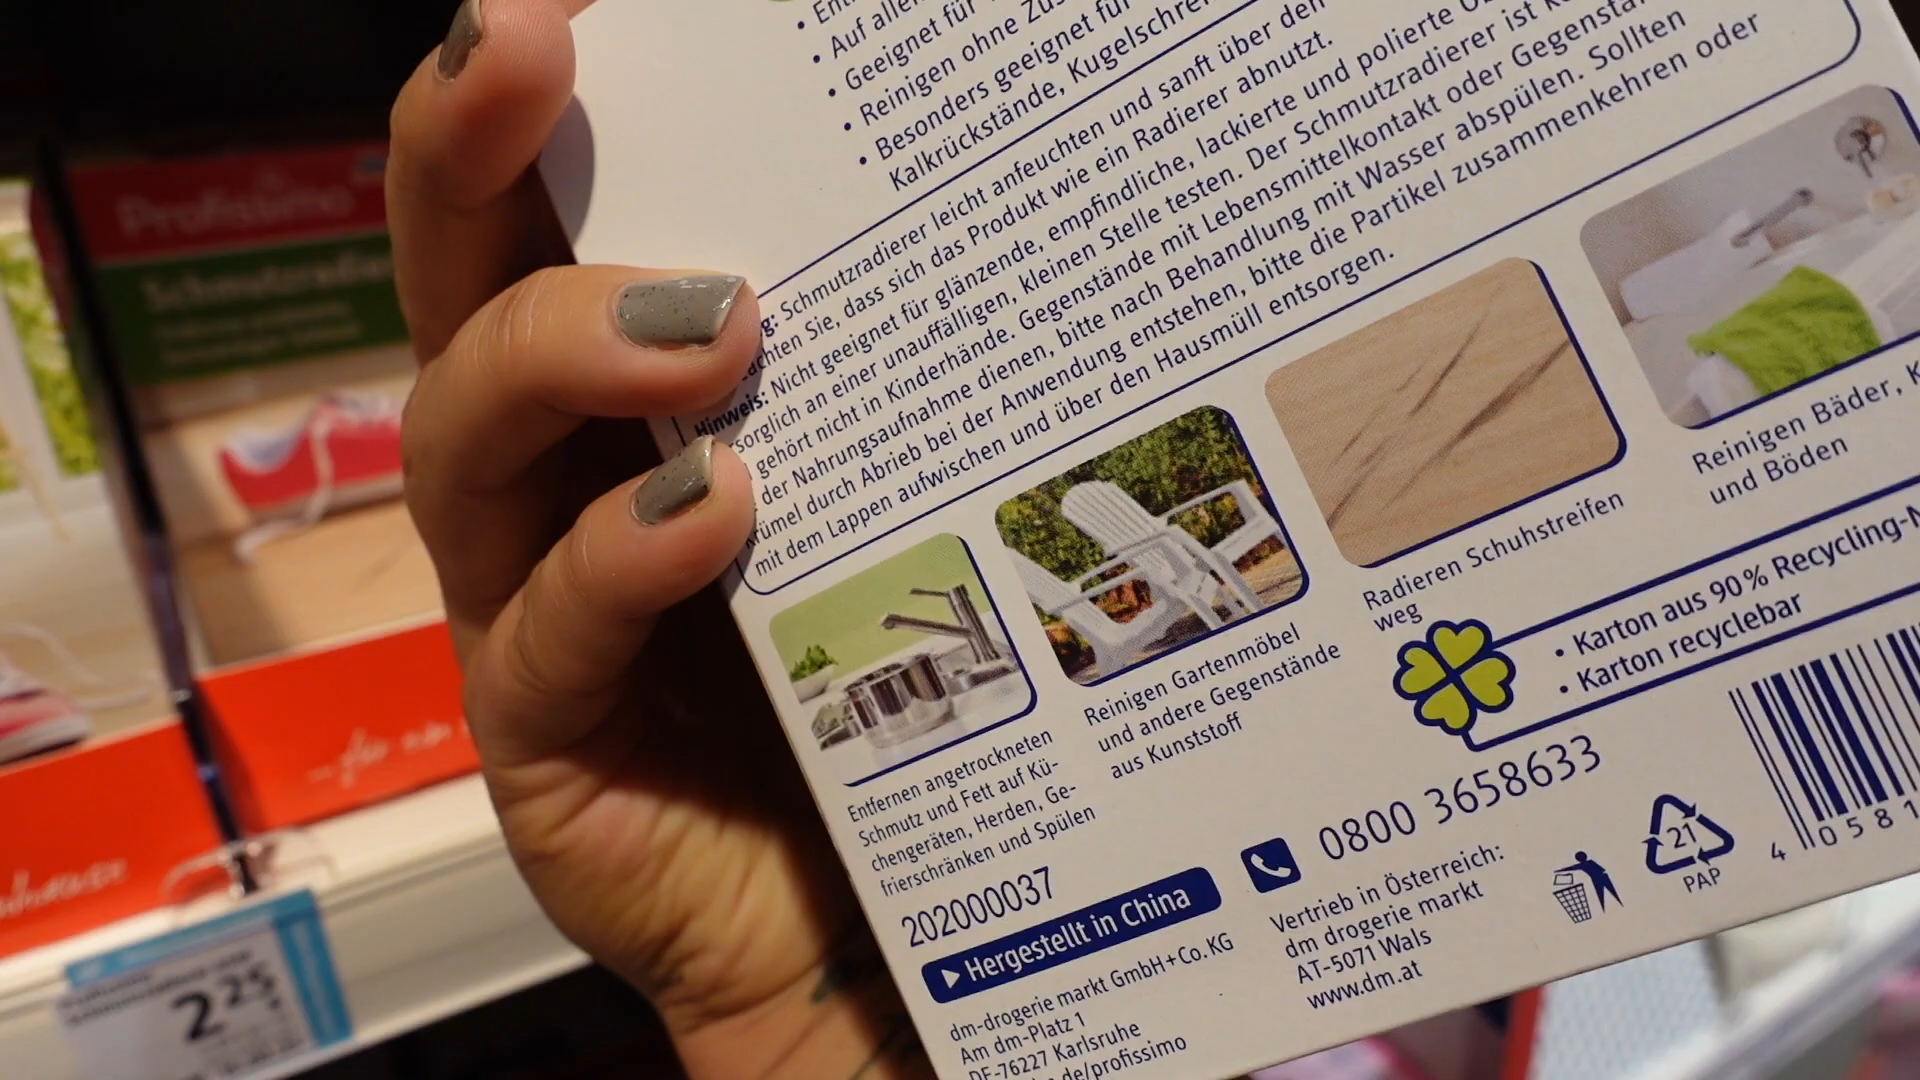 • Auf allen
• Geeignet für
• Reinigen ohne
• Besonders geeignet für
Kalkrückstände, Kugelschrei
Schmutzradierer leicht anfeuchten und sanft über den
achten Sie, dass sich das Produkt wie ein Radierer abnutzt.
Hinweis: Nicht geeignet für glänzende, empfindliche, lackierte und polierte
sorglich an einer unauffälligen, kleinen Stelle testen. Der Schmutzradierer ist
gehört nicht in Kinderhände. Gegenstände mit Lebensmittelkontakt oder Gegenstä
der Nahrungsaufnahme dienen, bitte nach Behandlung mit Wasser abspülen. Sollten
rümel durch Abrieb bei der Anwendung entstehen, bitte die Partikel zusammenkehren oder
mit dem Lappen aufwischen und über den Hausmüll entsorgen.
Entfernen angetrockneten
Schmutz und Fett auf Kü-
chengeräten, Herden, Ge-
frierschränken und Spülen
Reinigen Gartenmöbel
und andere Gegenstände
aus Kunststoff
Radieren Schuhstreifen
weg
Reinigen Bäder, K
und Böden
• Karton aus 90% Recycling-
• Karton recyclebar
202000037
Hergestellt in China
dm-drogerie markt GmbH+Co. KG
Am dm-Platz 1
DE-76227 Karlsruhe
de/profissimo
0800 3658633
Vertrieb in Österreich:
dm drogerie markt
AT-5071 Wals
www.dm.at
21
PAP
4 0581
Profissimo
Schmutzradie
2 25